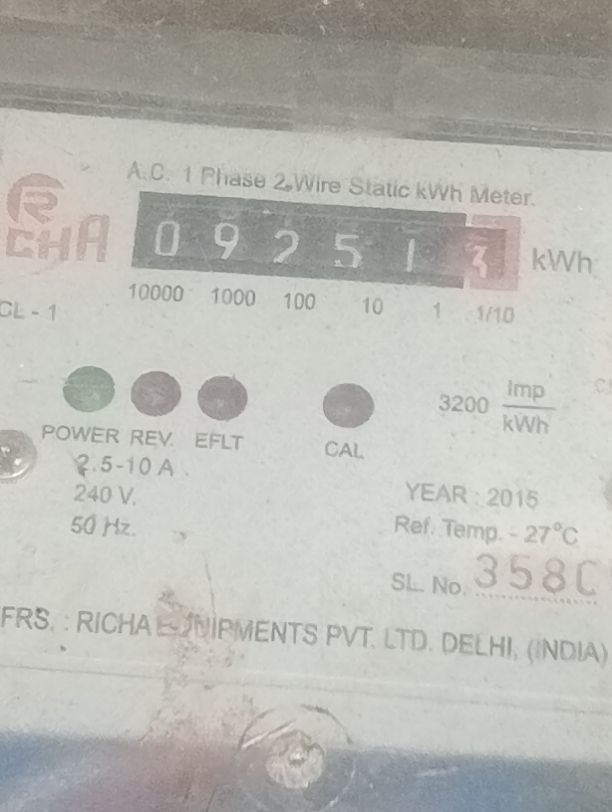 A.C. 1 Phase 2 Wire Static kWh Meter.
R
CHA
0 9 2 5 1 3 kWh
10000 1000 100 10 1 1/10
CL - 1
3200 Imp
kWh
POWER REV. EFLT CAL
2.5-10 A
240 V.
50 Hz.
YEAR : 2015
Ref. Temp. - 27°C
SL. No. 358
FRS. : RICHA EQUIPMENTS PVT. LTD. DELHI, (INDIA)